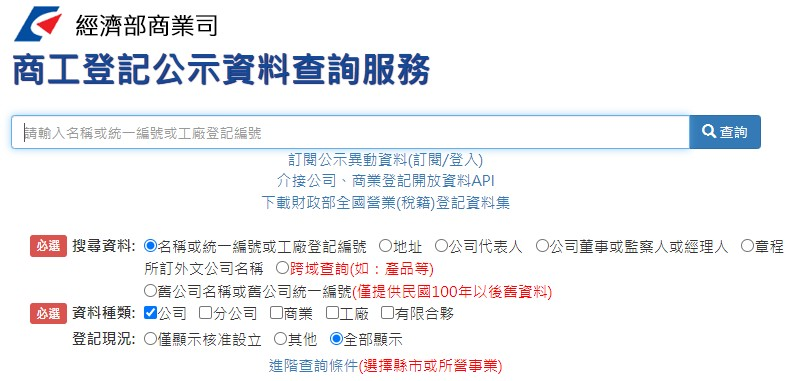 經濟部商業司
商工登記公示資料查詢服務
請輸入名稱或統一編號或工廠登記編號 查詢
訂閱公示異動資料(訂閱/登入)
介接公司、商業登記開放資料API
下載財政部全國營業(稅籍)登記資料集
必選 搜尋資料: 名稱或統一編號或工廠登記編號 地址 公司代表人 公司董事或監察人或經理人 章程
所訂外文公司名稱 跨域查詢(如：產品等)
舊公司名稱或舊公司統一編號(僅提供民國100年以後舊資料)
必選 資料種類: 公司 分公司 商業 工廠 有限合夥
登記現況: 僅顯示核准設立 其他 全部顯示
進階查詢條件(選擇縣市或所營事業)